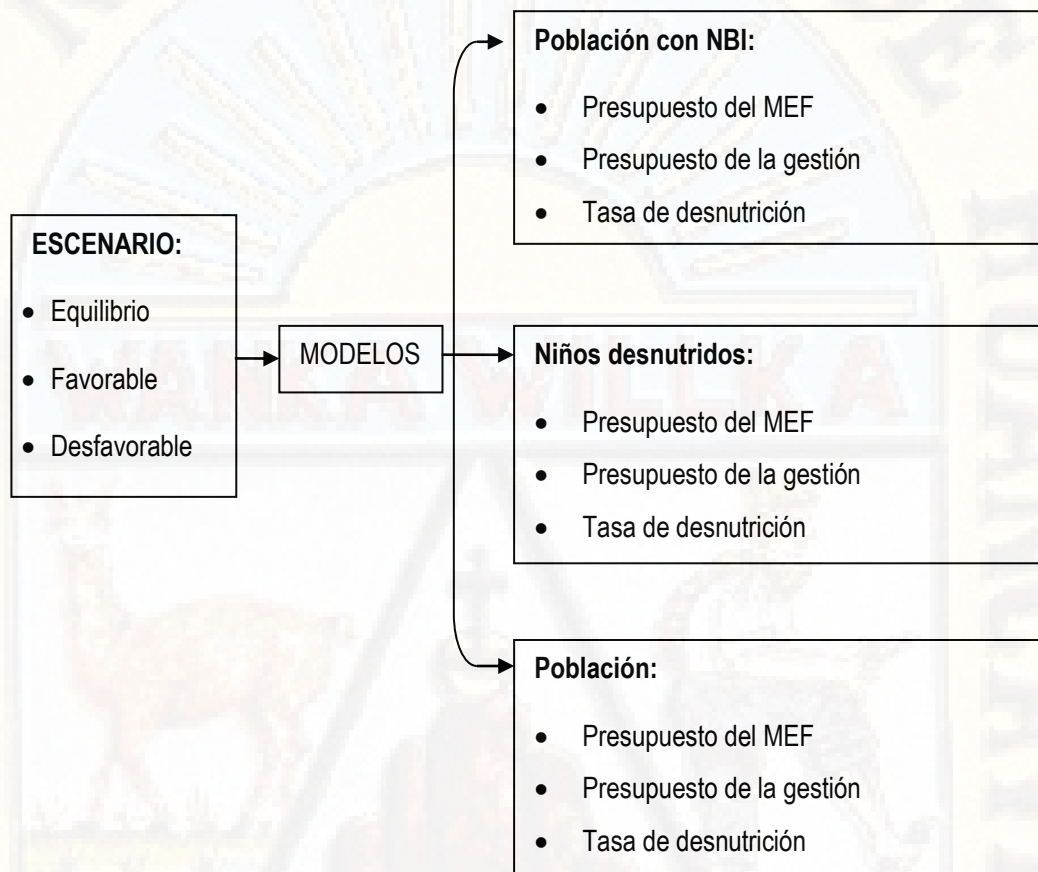 ESCENARIO:
• Equilibrio
• Favorable
• Desfavorable
MODELOS
Población con NBI:
• Presupuesto del MEF
• Presupuesto de la gestión
• Tasa de desnutrición
Niños desnutridos:
• Presupuesto del MEF
• Presupuesto de la gestión
• Tasa de desnutrición
Población:
• Presupuesto del MEF
• Presupuesto de la gestión
• Tasa de desnutrición
WANKA WILLKA